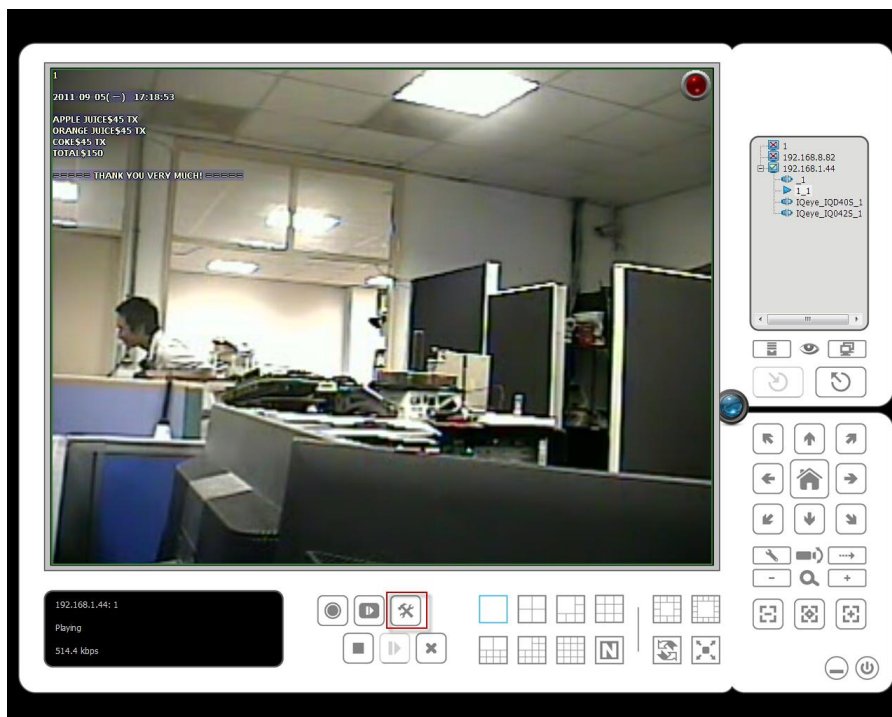 1
2011-09-05(一) 17:18:53
APPLE JUICE$45 TX
ORANGE JUICE$45 TX
COKE$45 TX
TOTAL$150
===== THANK YOU VERY MUCH! =====
1
192.168.8.82
192.168.1.44
_1
1_1
IQeye_IQD40S_1
IQeye_IQ042S_1
192.168.1.44: 1
Playing
514.4 kbps
N